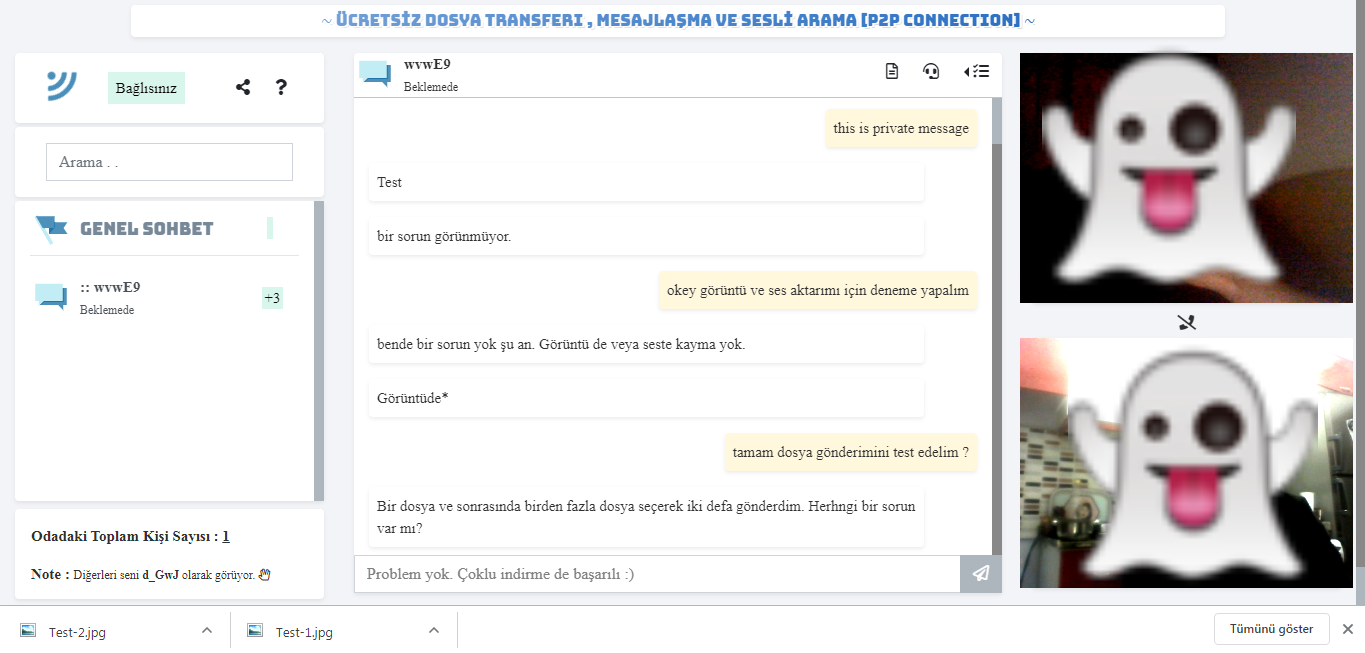 ~ ÜCRETSİZ DOSYA TRANSFERI , MESAJLAŞMA VE SESLİ ARAMA [P2P CONNECTION] ~
Bağlısınız
?
Arama . .
GENEL SOHBET
:: wvwE9
Beklemede
+3
Odadaki Toplam Kişi Sayısı : 1
Note : Diğerleri seni d_GwJ olarak görüyor.
wvwE9
Beklemede
this is private message
Test
bir sorun görünmüyor.
okey görüntü ve ses aktarımı için deneme yapalım
bende bir sorun yok şu an. Görüntü de veya seste kayma yok.
Görüntüde*
tamam dosya gönderimini test edelim ?
Bir dosya ve sonrasında birden fazla dosya seçerek iki defa gönderdim. Herhngi bir sorun
var mı?
Problem yok. Çoklu indirme de başarılı :)
Test-2.jpg
Test-1.jpg
Tümünü göster